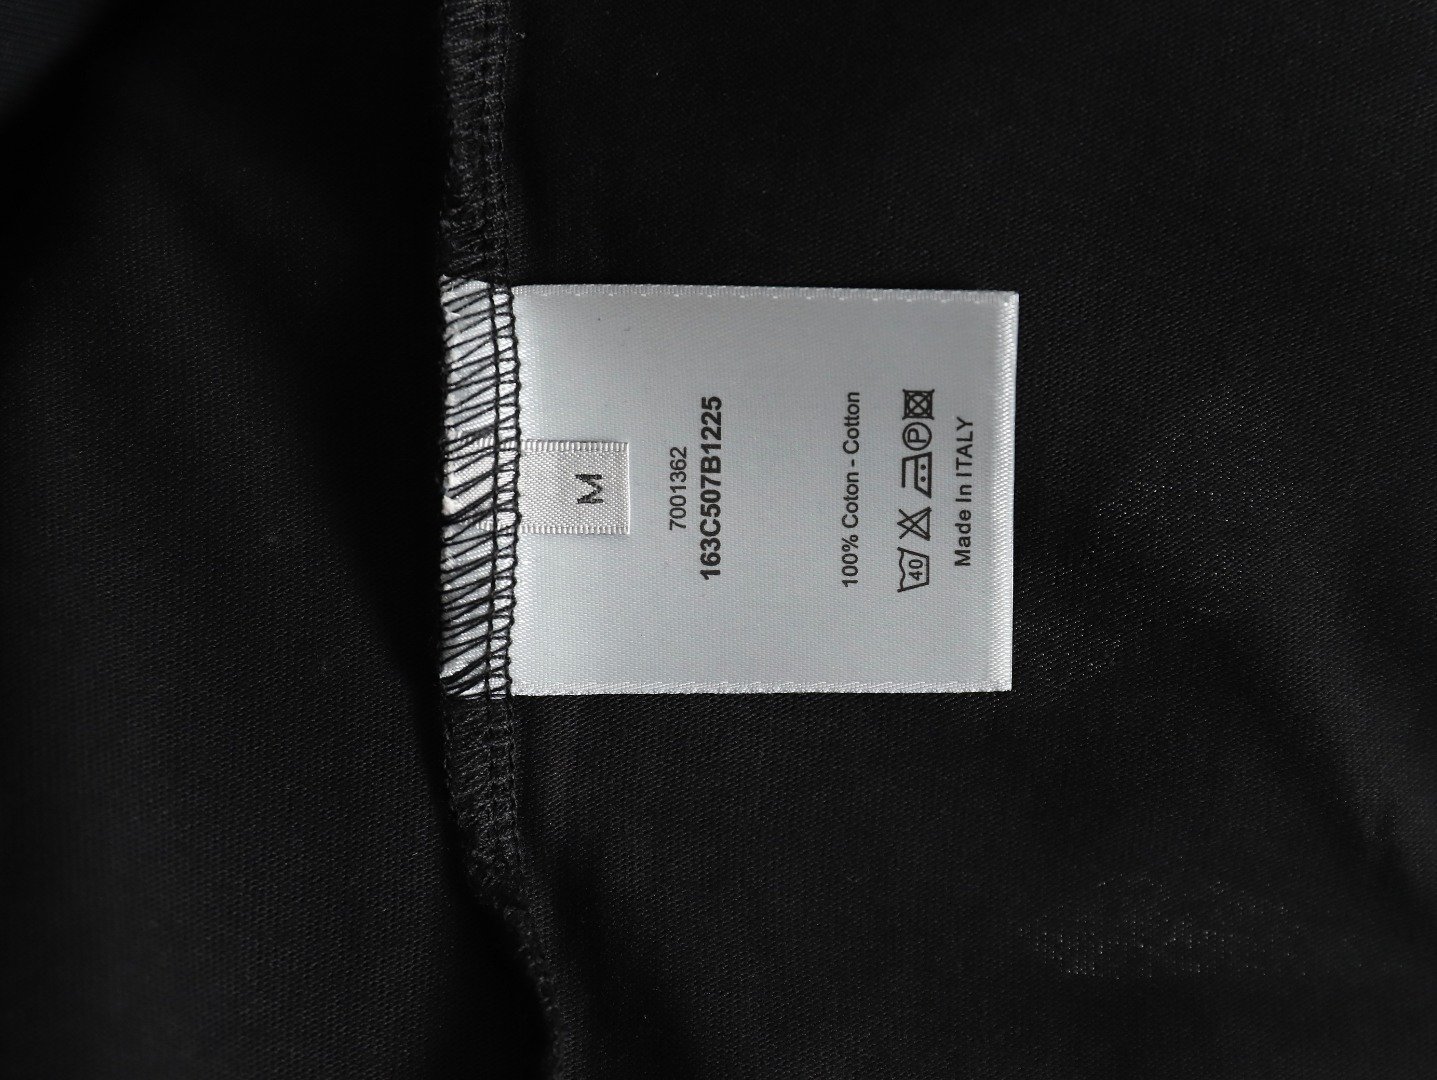 M
7001362
163C507B1225
100% Coton - Cotton
40 P
Made In ITALY